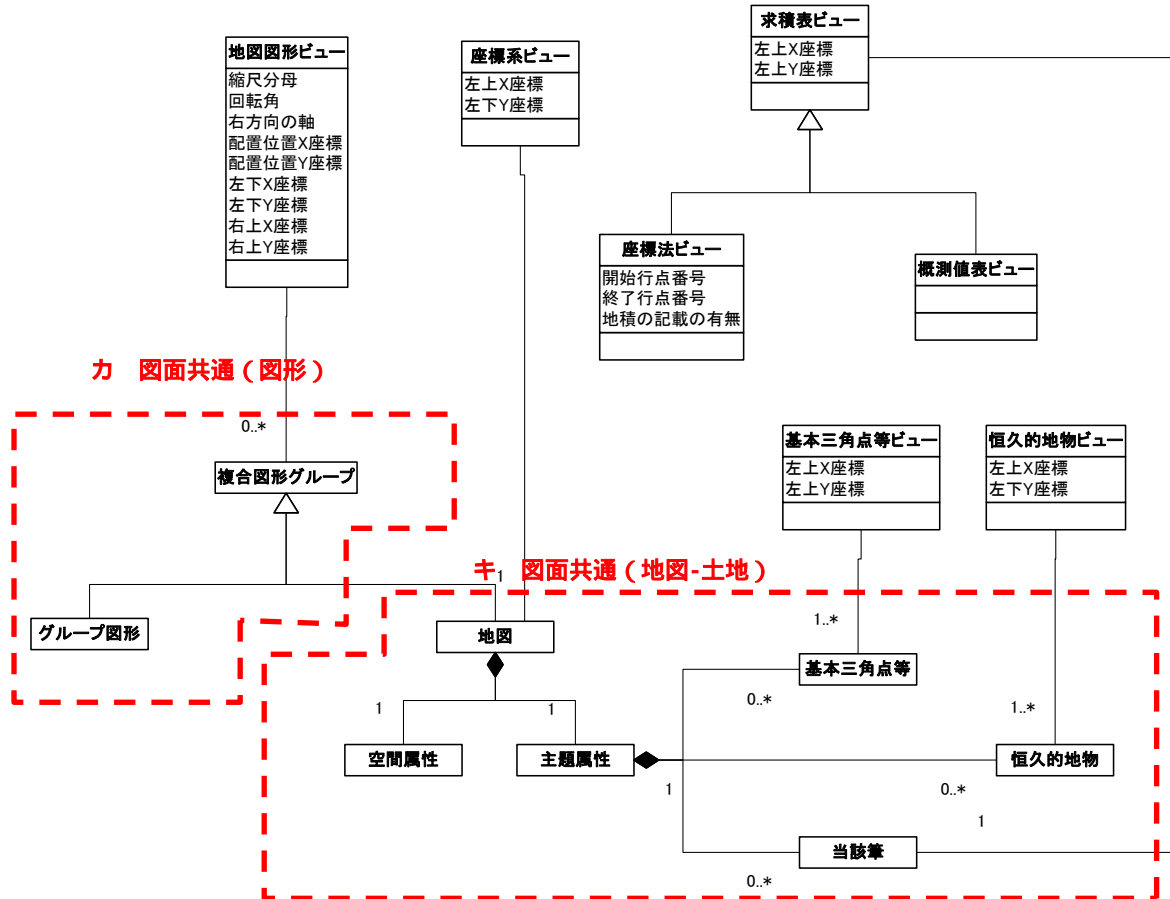 求積表ビュー
左上X座標
左上Y座標
地図図形ビュー
縮尺分母
回転角
右方向の軸
配置位置X座標
配置位置Y座標
左下X座標
左下Y座標
右上X座標
右上Y座標
座標系ビュー
左上X座標
左下Y座標
座標法ビュー
開始行点番号
終了行点番号
地積の記載の有無
概測値表ビュー
カ 図面共通（図形）
0..*
複合図形グループ
基本三角点等ビュー
左上X座標
左上Y座標
恒久的地物ビュー
左上X座標
左下Y座標
キ 図面共通（地図-土地）
1
グループ図形
地図
1..*
基本三角点等
0..*
1
1
1..*
空間属性
主題属性
恒久的地物
1
0..*
1
当該筆
0..*